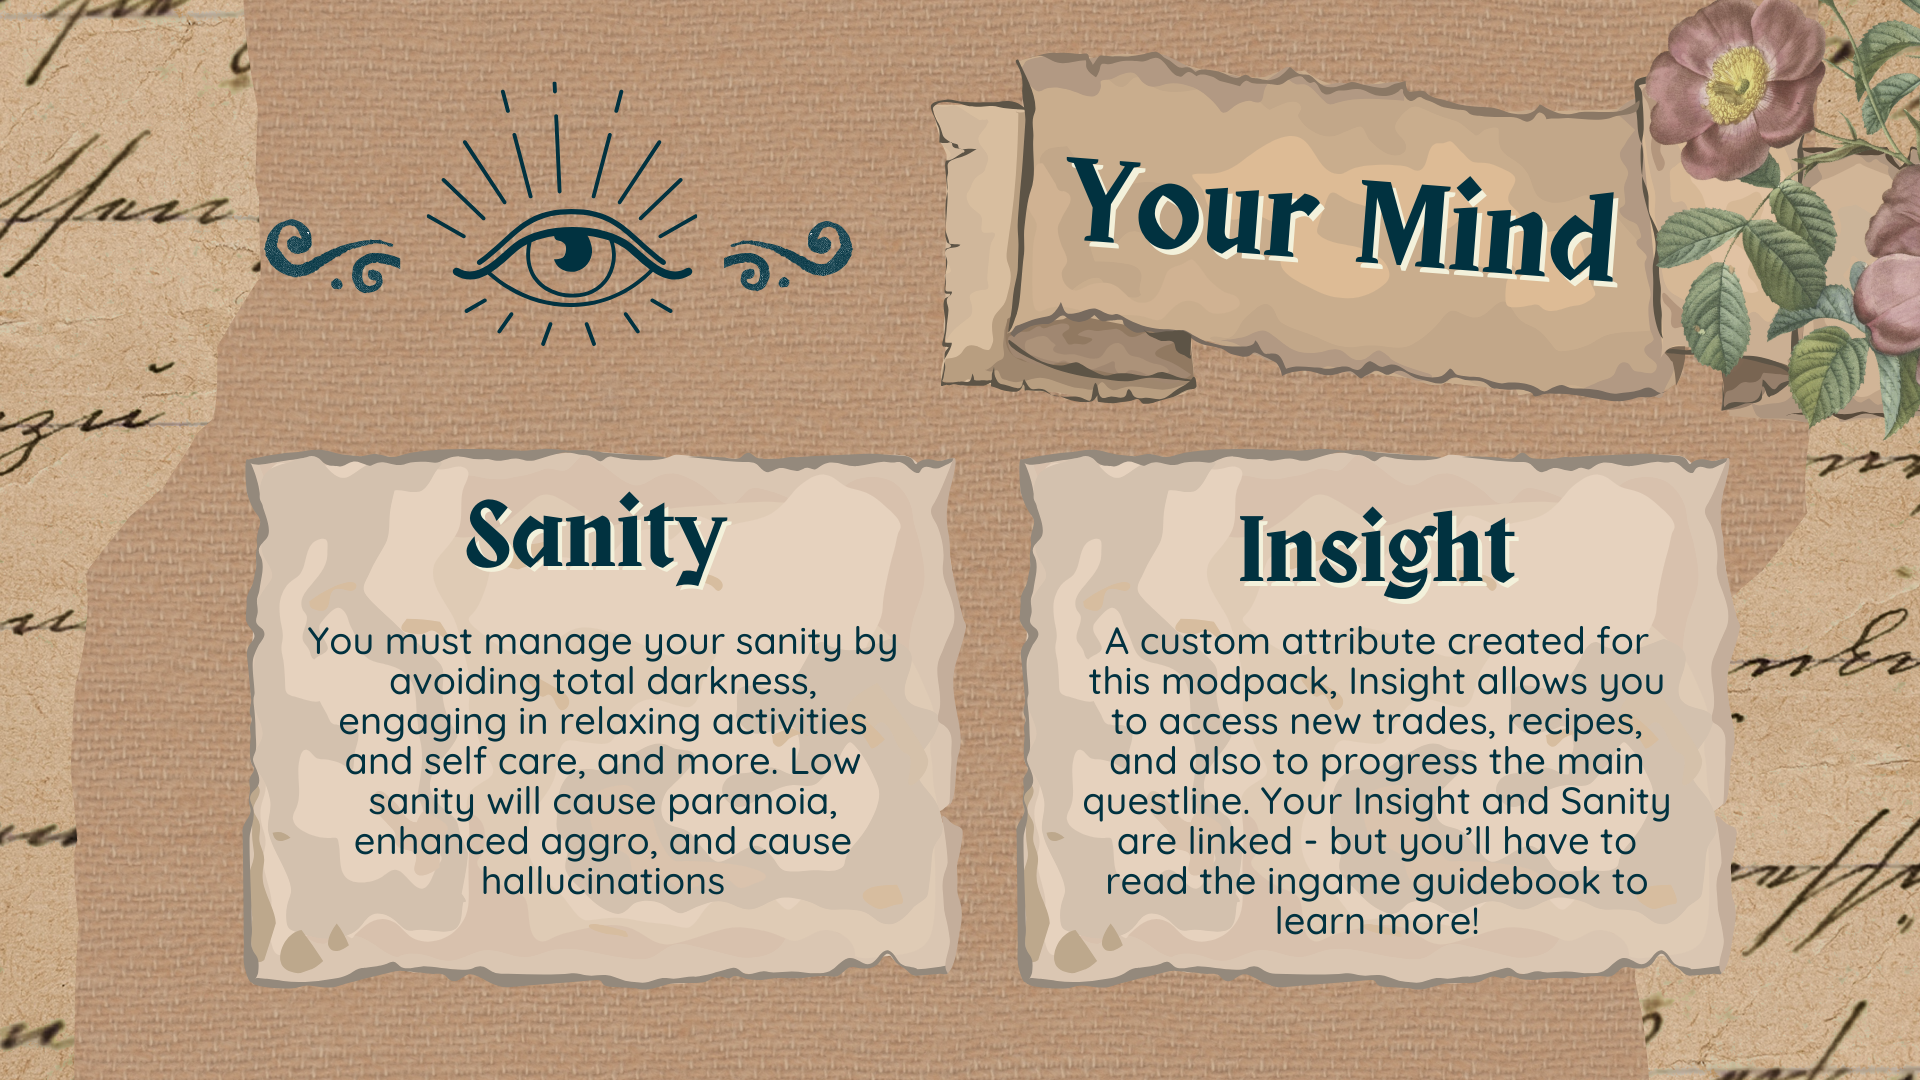 Your Mind
Sanity
You must manage your sanity by
avoiding total darkness,
engaging in relaxing activities
and self care, and more. Low
sanity will cause paranoia,
enhanced aggro, and cause
hallucinations
Insight
A custom attribute created for
this modpack, Insight allows you
to access new trades, recipes,
and also to progress the main
questline. Your Insight and Sanity
are linked - but you’ll have to
read the ingame guidebook to
learn more!